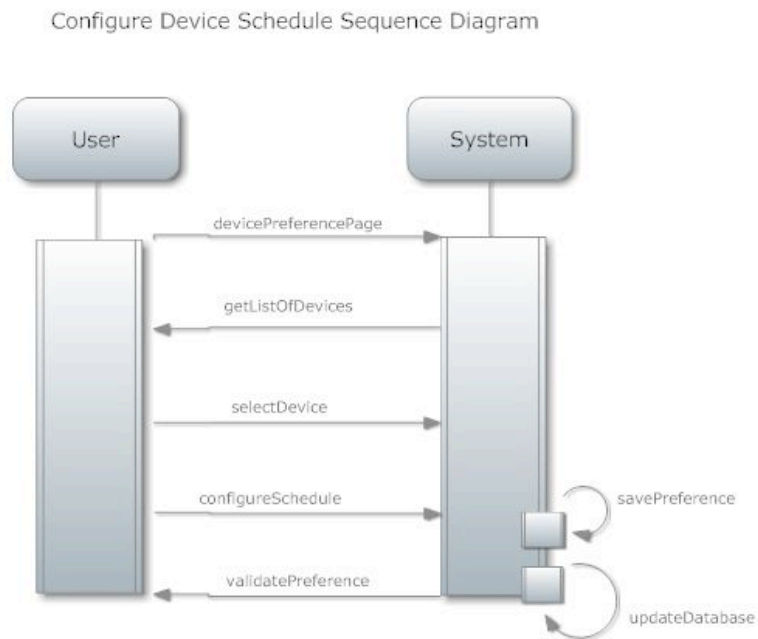 Configure Device Schedule Sequence Diagram
User
System
devicePreferencePage
getListOfDevices
selectDevice
configureSchedule
savePreference
validatePreference
updateDatabase